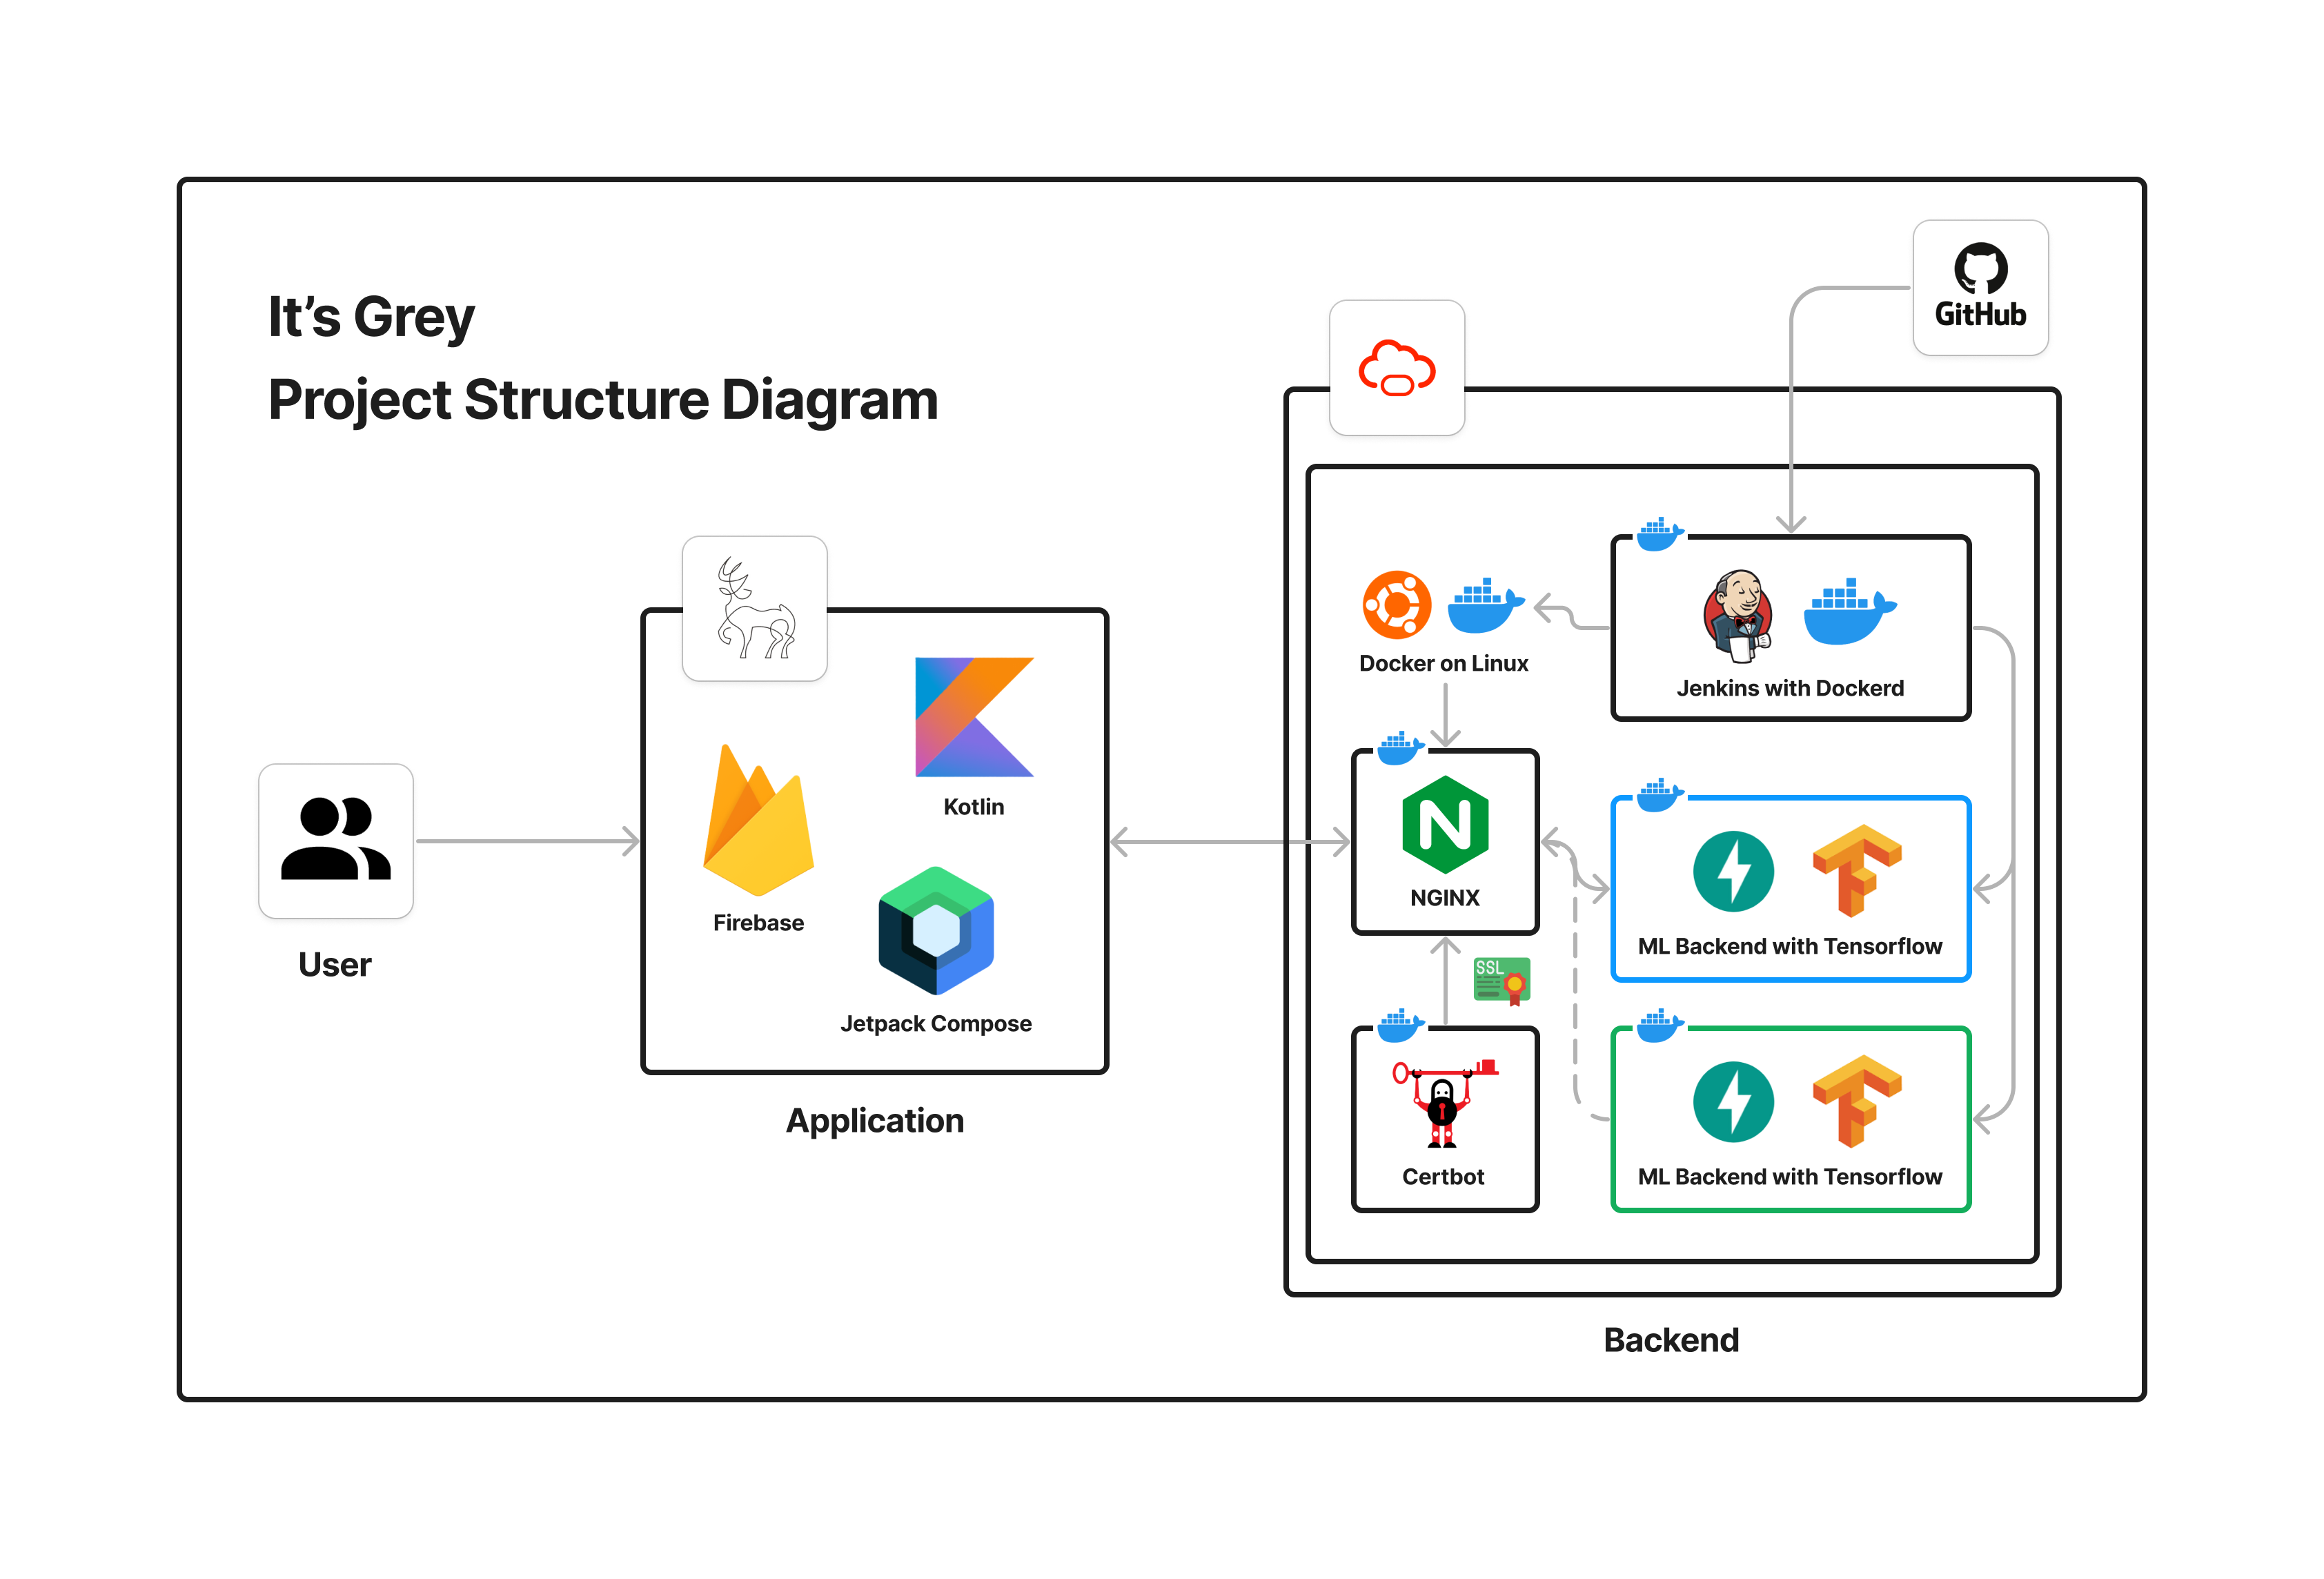 It's Grey
Project Structure Diagram
GitHub
Docker on Linux
Jenkins with Dockerd
Kotlin
Firebase
NGINX
ML Backend with Tensorflow
User
SSL
Jetpack Compose
Application
Certbot
ML Backend with Tensorflow
Backend